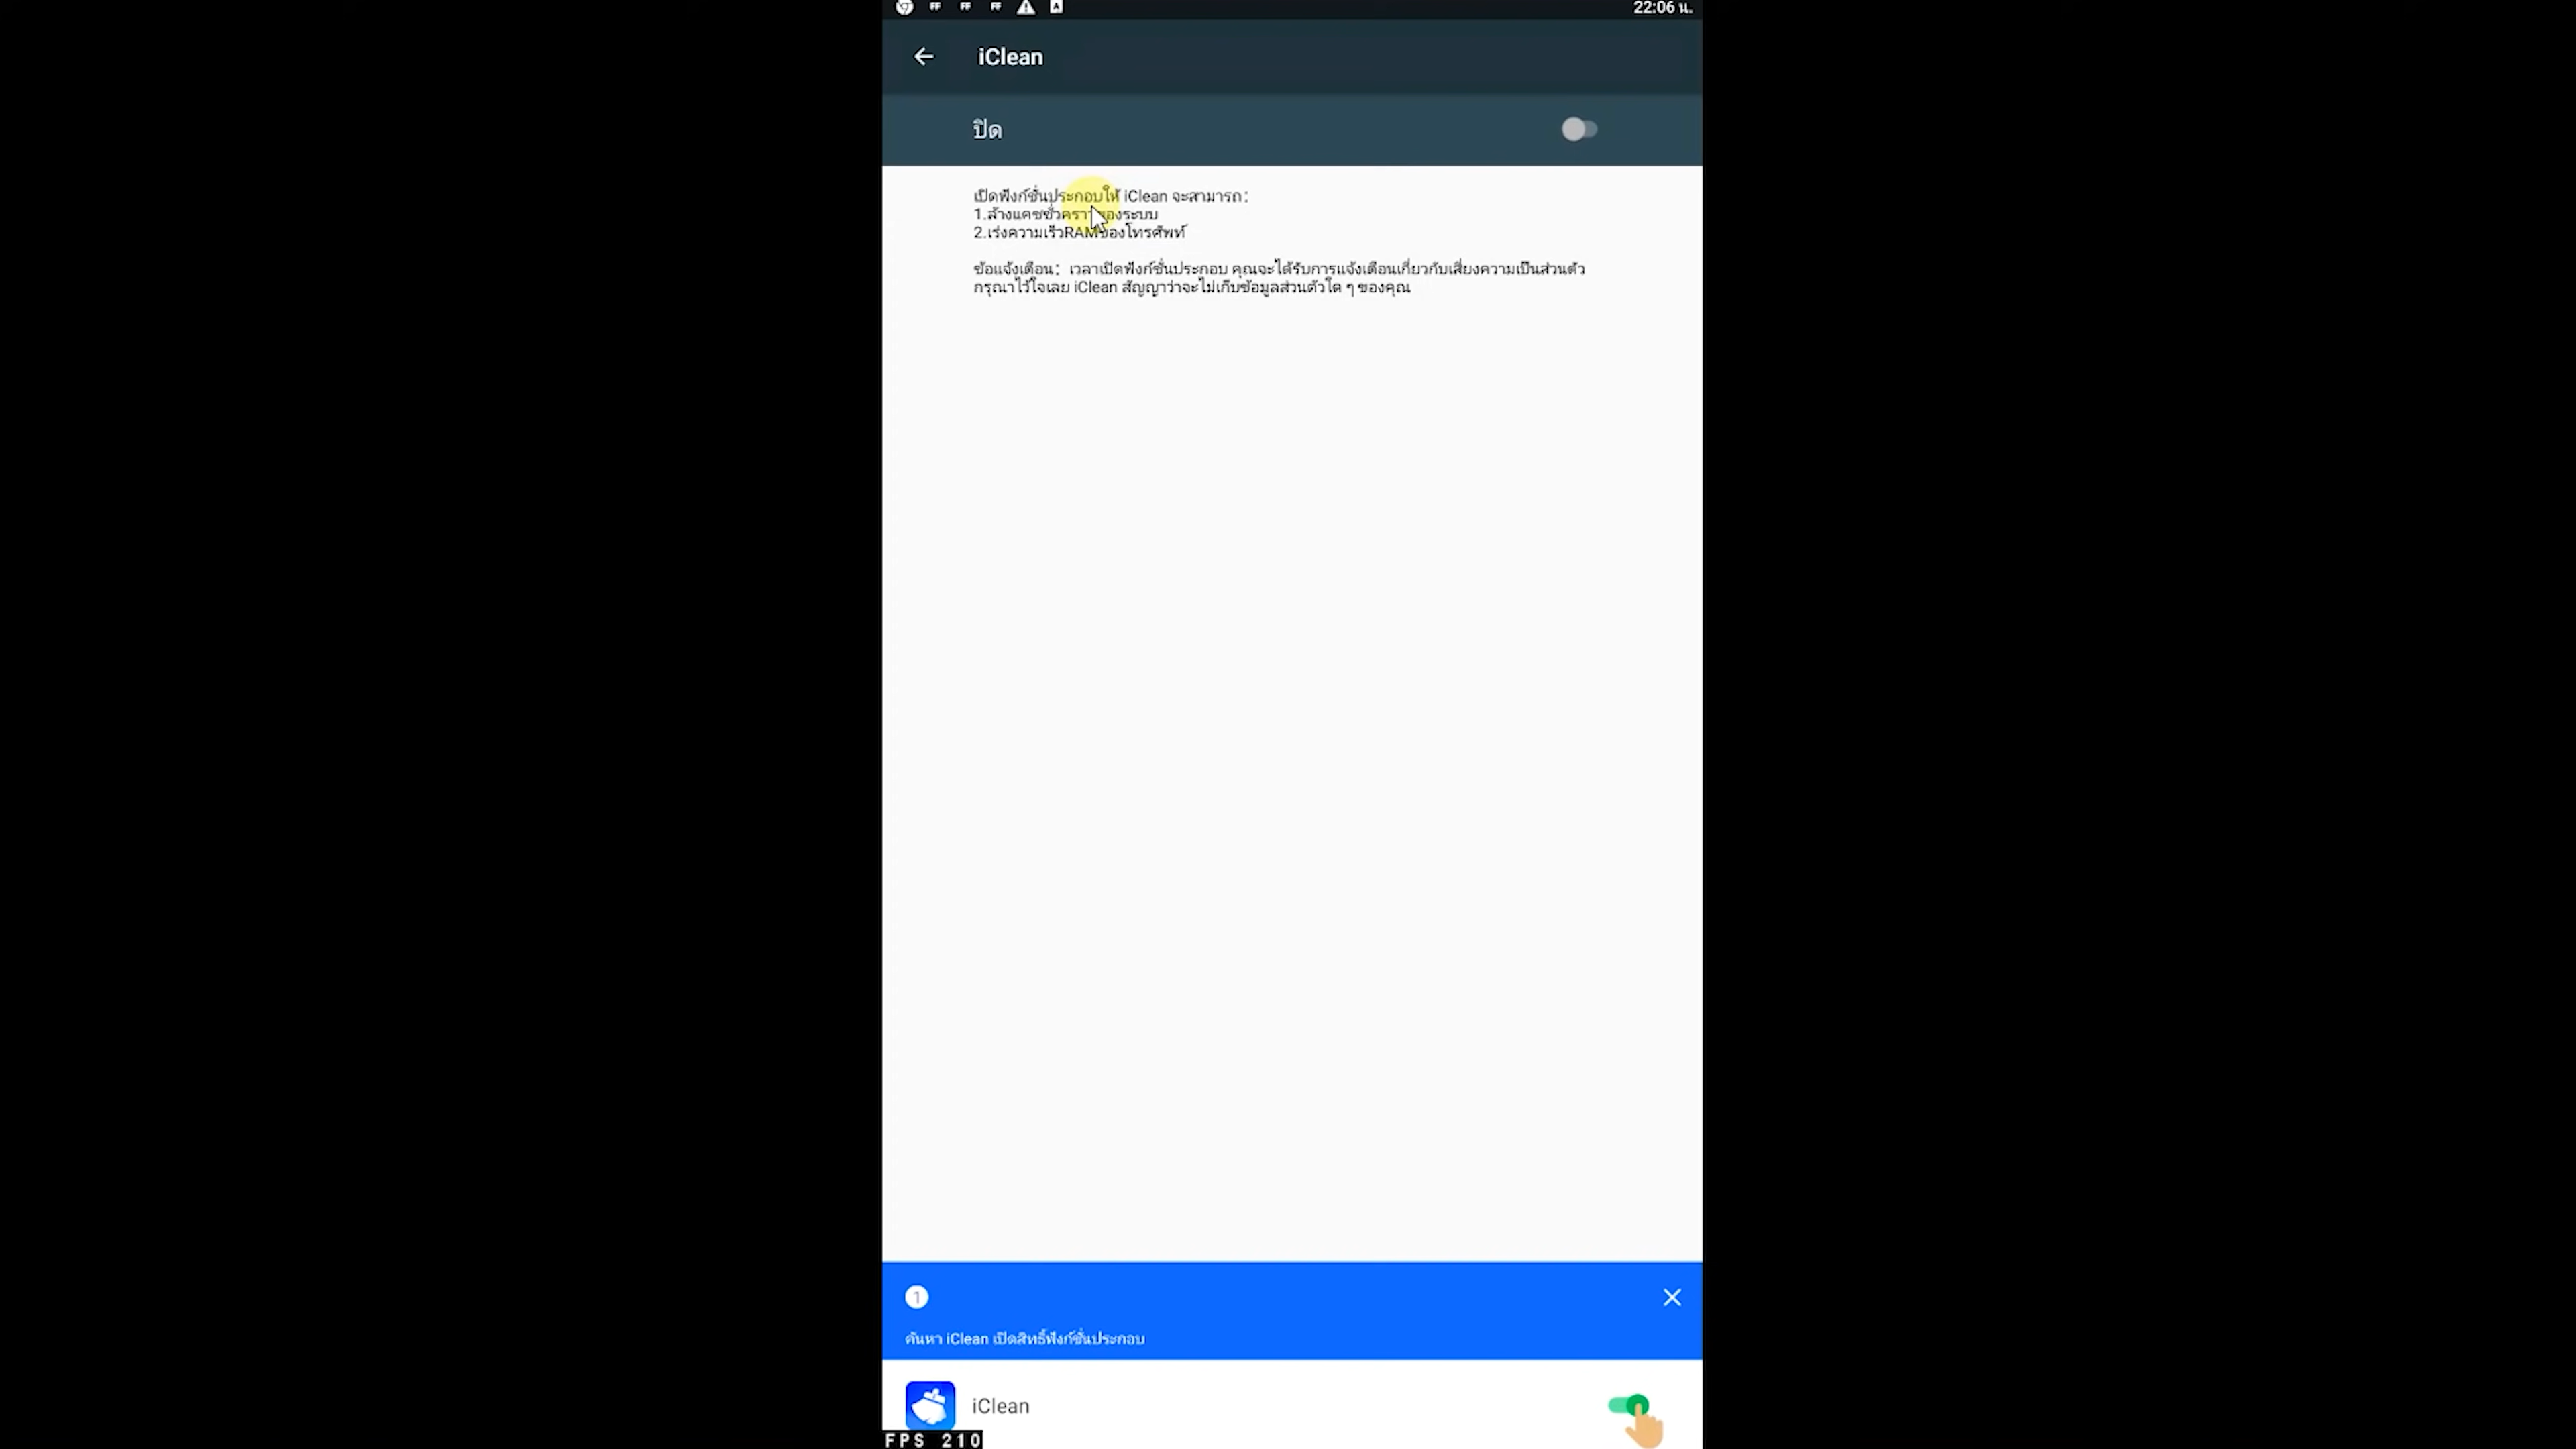 22:06 น.
iClean
ปิด
เปิดฟังก์ชั่นประกอบให้ iClean จะสามารถ：
1.ล้างแคชชั่วคราวของระบบ
2.เร่งความเร็วRAMของโทรศัพท์
ข้อแจ้งเตือน：เวลาเปิดฟังก์ชั่นประกอบ คุณจะได้รับการแจ้งเตือนเกี่ยวกับเสี่ยงความเป็นส่วนตัว
กรุณาไว้ใจเลย iClean สัญญาว่าจะไม่เก็บข้อมูลส่วนตัวใด ๆ ของคุณ
1
ค้นหา iClean เปิดสิทธิ์ฟังก์ชั่นประกอบ
iClean
FPS 210